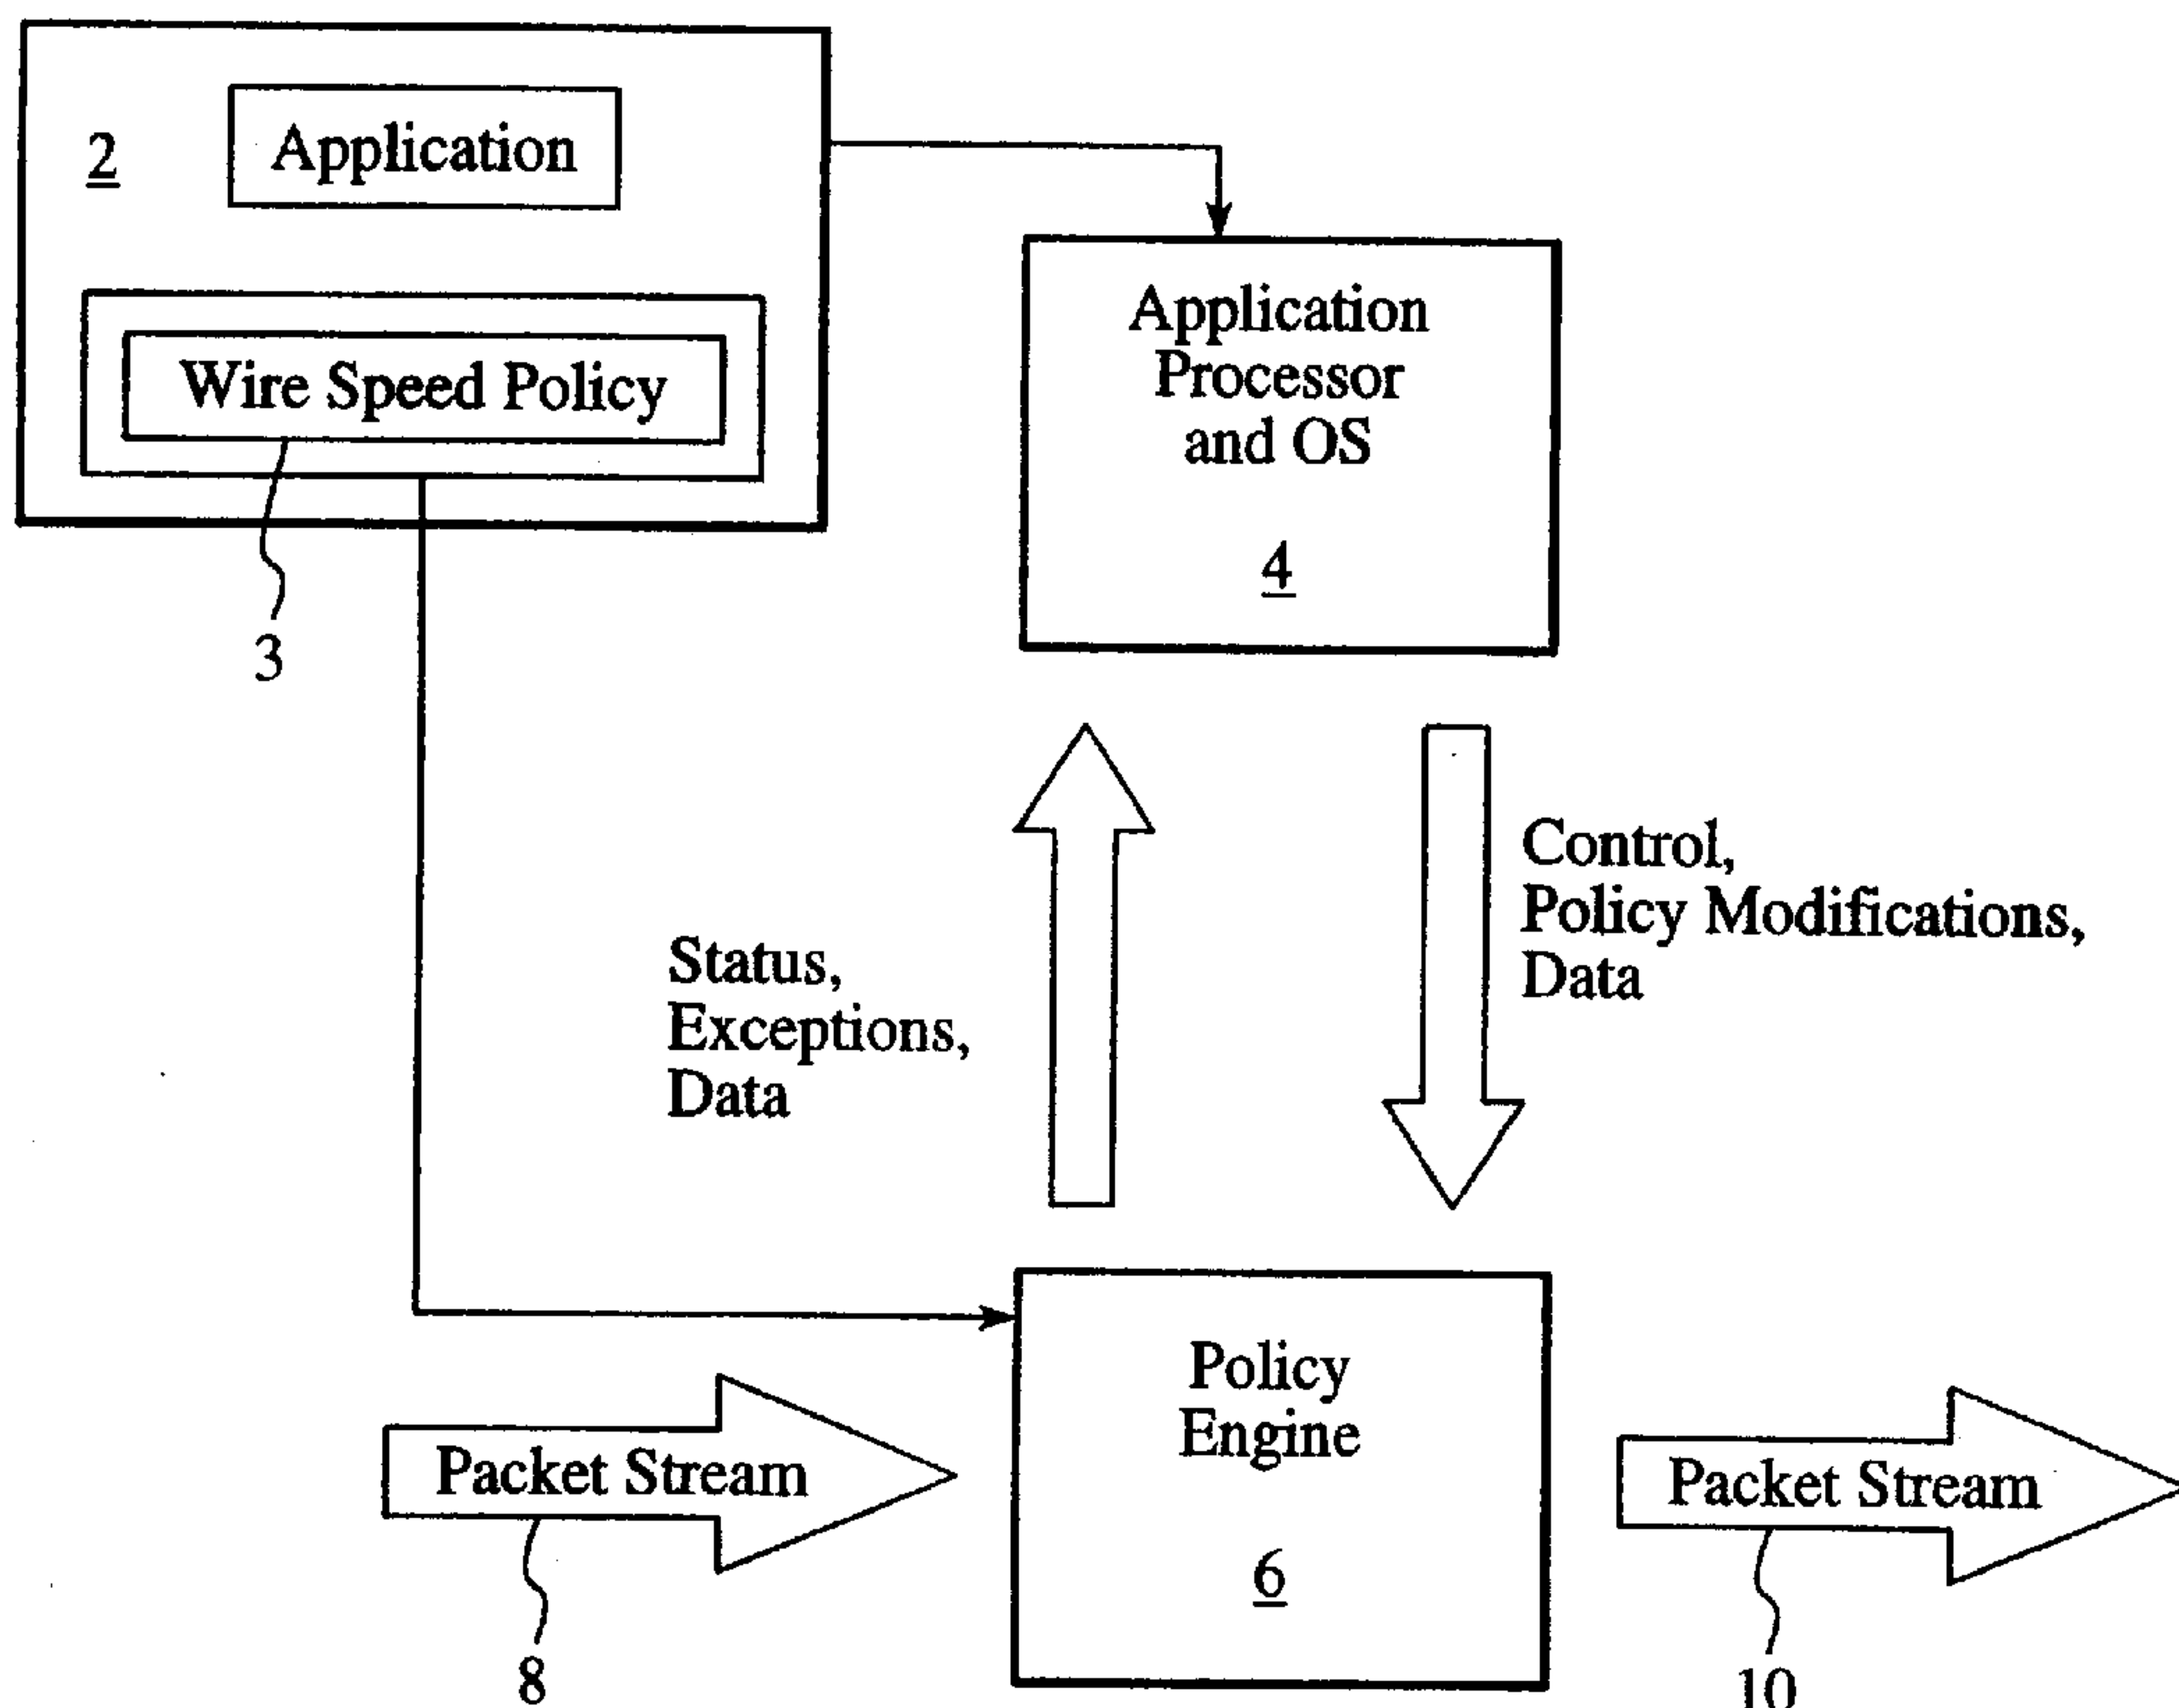 2
Application
Wire Speed Policy
3
Application
Processor
and OS
4
Status,
Exceptions,
Data
Control,
Policy Modifications,
Data
Policy
Engine
6
Packet Stream
8
Packet Stream
10